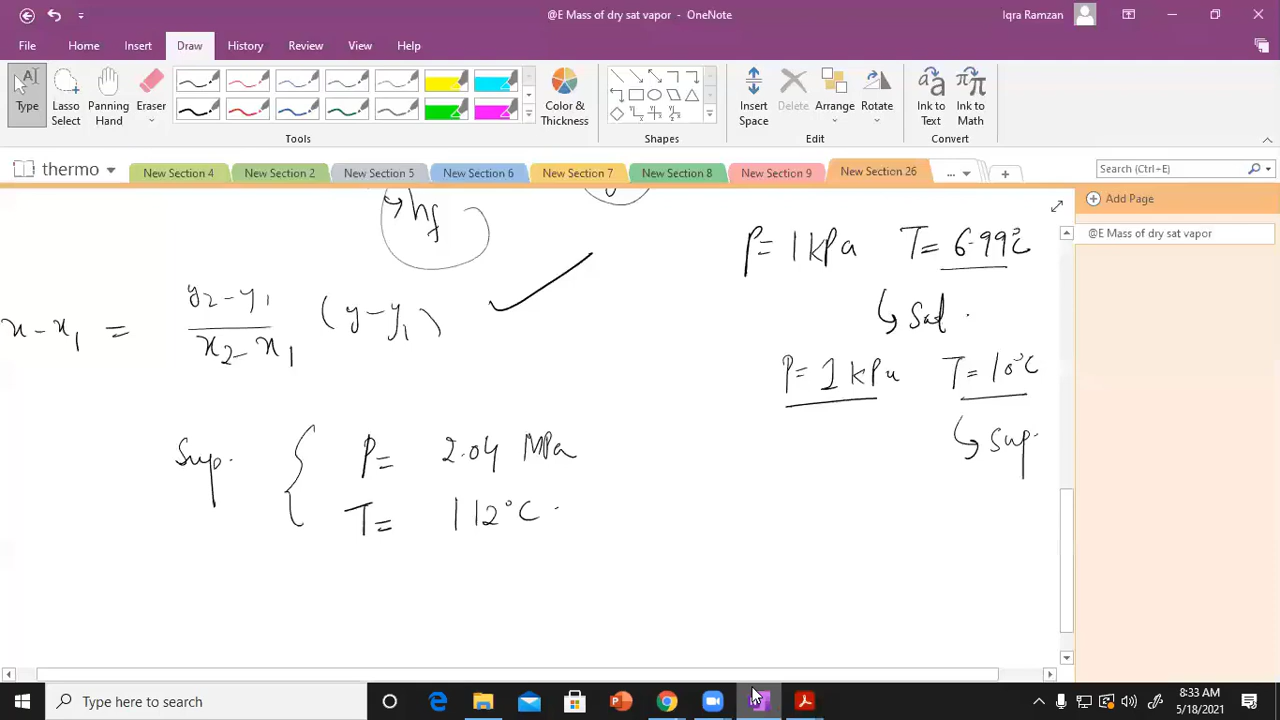 @E Mass of dry sat vapor - OneNote
Iqra Ramzan
File Home Insert Draw History Review View Help
Type
Lasso Select
Panning Hand
Eraser
Color & Thickness
Insert Space
Delete
Arrange
Rotate
Ink to Text
Ink to Math
Tools
Shapes
Edit
Convert
thermo
New Section 4
New Section 2
New Section 5
New Section 6
New Section 7
New Section 8
New Section 9
New Section 26
...
Search (Ctrl+E)
Add Page
@E Mass of dry sat vapor
hf
P= 1 kPa T= 6.99°C
↳ Sat.
x-x1 = y2-y1 / x2-x1 (y-y1) ✓
P= 1 kPa T= 10°C
↳ Sup.
Sup. { P= 2.04 MPa
T= 112°C.
Type here to search
8:33 AM
5/18/2021